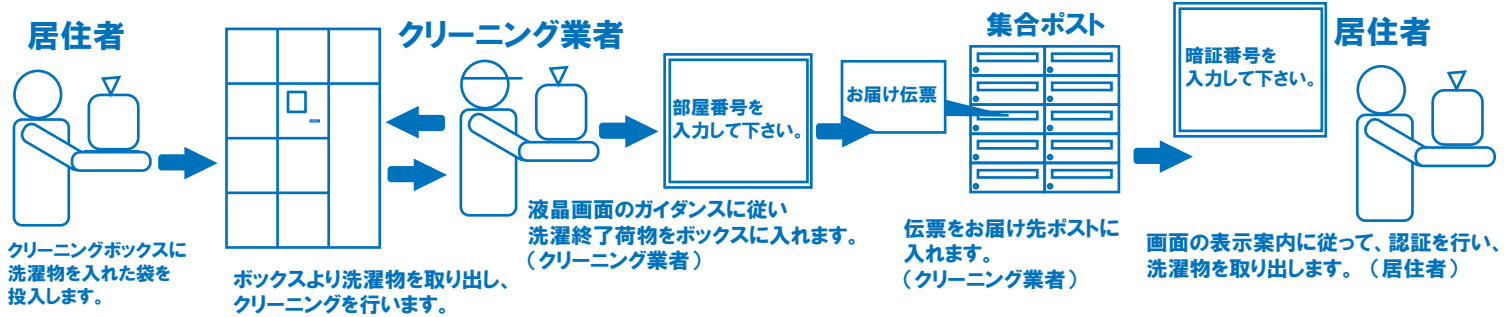 居住者
クリーニングボックスに
洗濯物を入れた袋を
投入します。
ボックスより洗濯物を取り出し、
クリーニングを行います。
クリーニング業者
液晶画面のガイダンスに従い
洗濯終了荷物をボックスに入れます。
（クリーニング業者）
部屋番号を
入力して下さい。
お届け伝票
集合ポスト
伝票をお届け先ポストに
入れます。
（クリーニング業者）
暗証番号を
入力して下さい。
居住者
画面の表示案内に従って、認証を行い、
洗濯物を取り出します。（居住者）